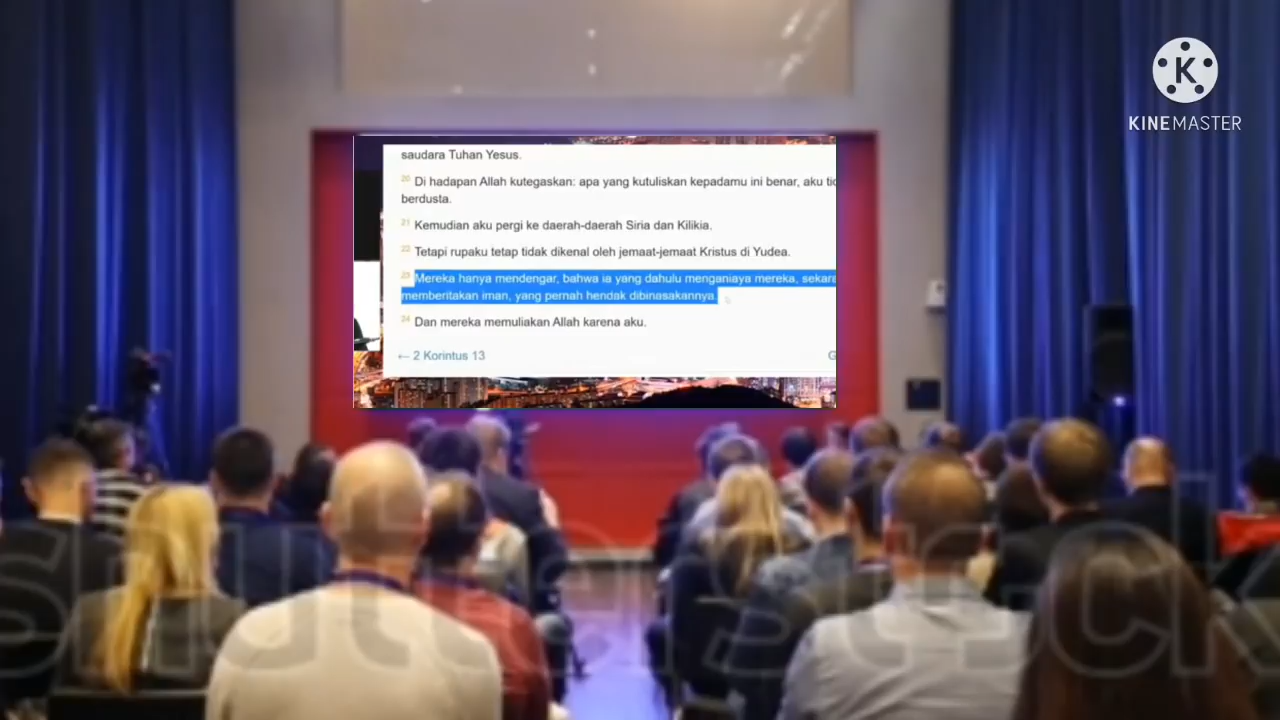 KINEMASTER
saudara Tuhan Yesus.
20 Di hadapan Allah kutegaskan: apa yang kutuliskan kepadamu ini benar, aku tid
berdusta.
21 Kemudian aku pergi ke daerah-daerah Siria dan Kilikia.
22 Tetapi rupaku tetap tidak dikenal oleh jemaat-jemaat Kristus di Yudea.
23 Mereka hanya mendengar, bahwa ia yang dahulu menganiaya mereka, sekara
memberitakan iman, yang pernah hendak dibinasakannya.
24 Dan mereka memuliakan Allah karena aku.
← 2 Korintus 13 G
shutterstock